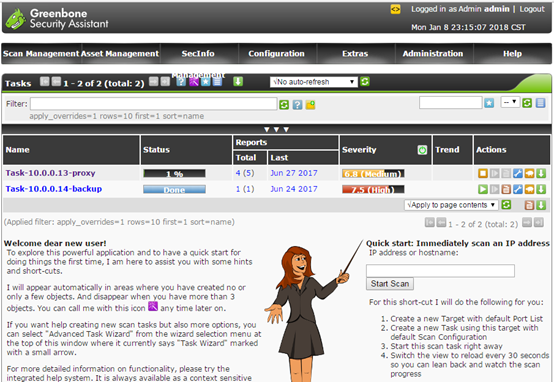 Greenbone
Security Assistant
Logged in as Admin admin | Logout
Mon Jan 8 23:15:07 2018 CST
Scan Management
Asset Management
SecInfo
Configuration
Extras
Administration
Help
Management
Tasks
1 - 2 of 2 (total: 2)
√No auto-refresh
Filter:
apply_overrides=1 rows=10 first=1 sort=name
--
Name
Status
Reports
Total
Last
Severity
Trend
Actions
Task-10.0.0.13-proxy
1 %
4 (5)
Jun 27 2017
6.8 (Medium)
Task-10.0.0.14-backup
Done
1 (1)
Jun 24 2017
7.5 (High)
√Apply to page contents
(Applied filter: apply_overrides=1 rows=10 first=1 sort=name)
1 - 2 of 2 (total: 2)
Welcome dear new user!
To explore this powerful application and to have a quick start for
doing things the first time, I am here to assist you with some hints
and short-cuts.
I will appear automatically in areas where you have created no or
only a few objects. And disappear when you have more than 3
objects. You can call me with this icon any time later on.
If you want help creating new scan tasks but also more options, you
can select "Advanced Task Wizard" from the wizard selection menu at
the top of this window where it currently says "Task Wizard" marked
with a small arrow.
For more detailed information on functionality, please try the
integrated help system. It is always available as a context sensitive
Quick start: Immediately scan an IP address
IP address or hostname:
Start Scan
For this short-cut I will do the following for you:
1. Create a new Target with default Port List
2. Create a new Task using this target with
default Scan Configuration
3. Start this scan task right away
4. Switch the view to reload every 30 seconds
so you can lean back and watch the
scan progress